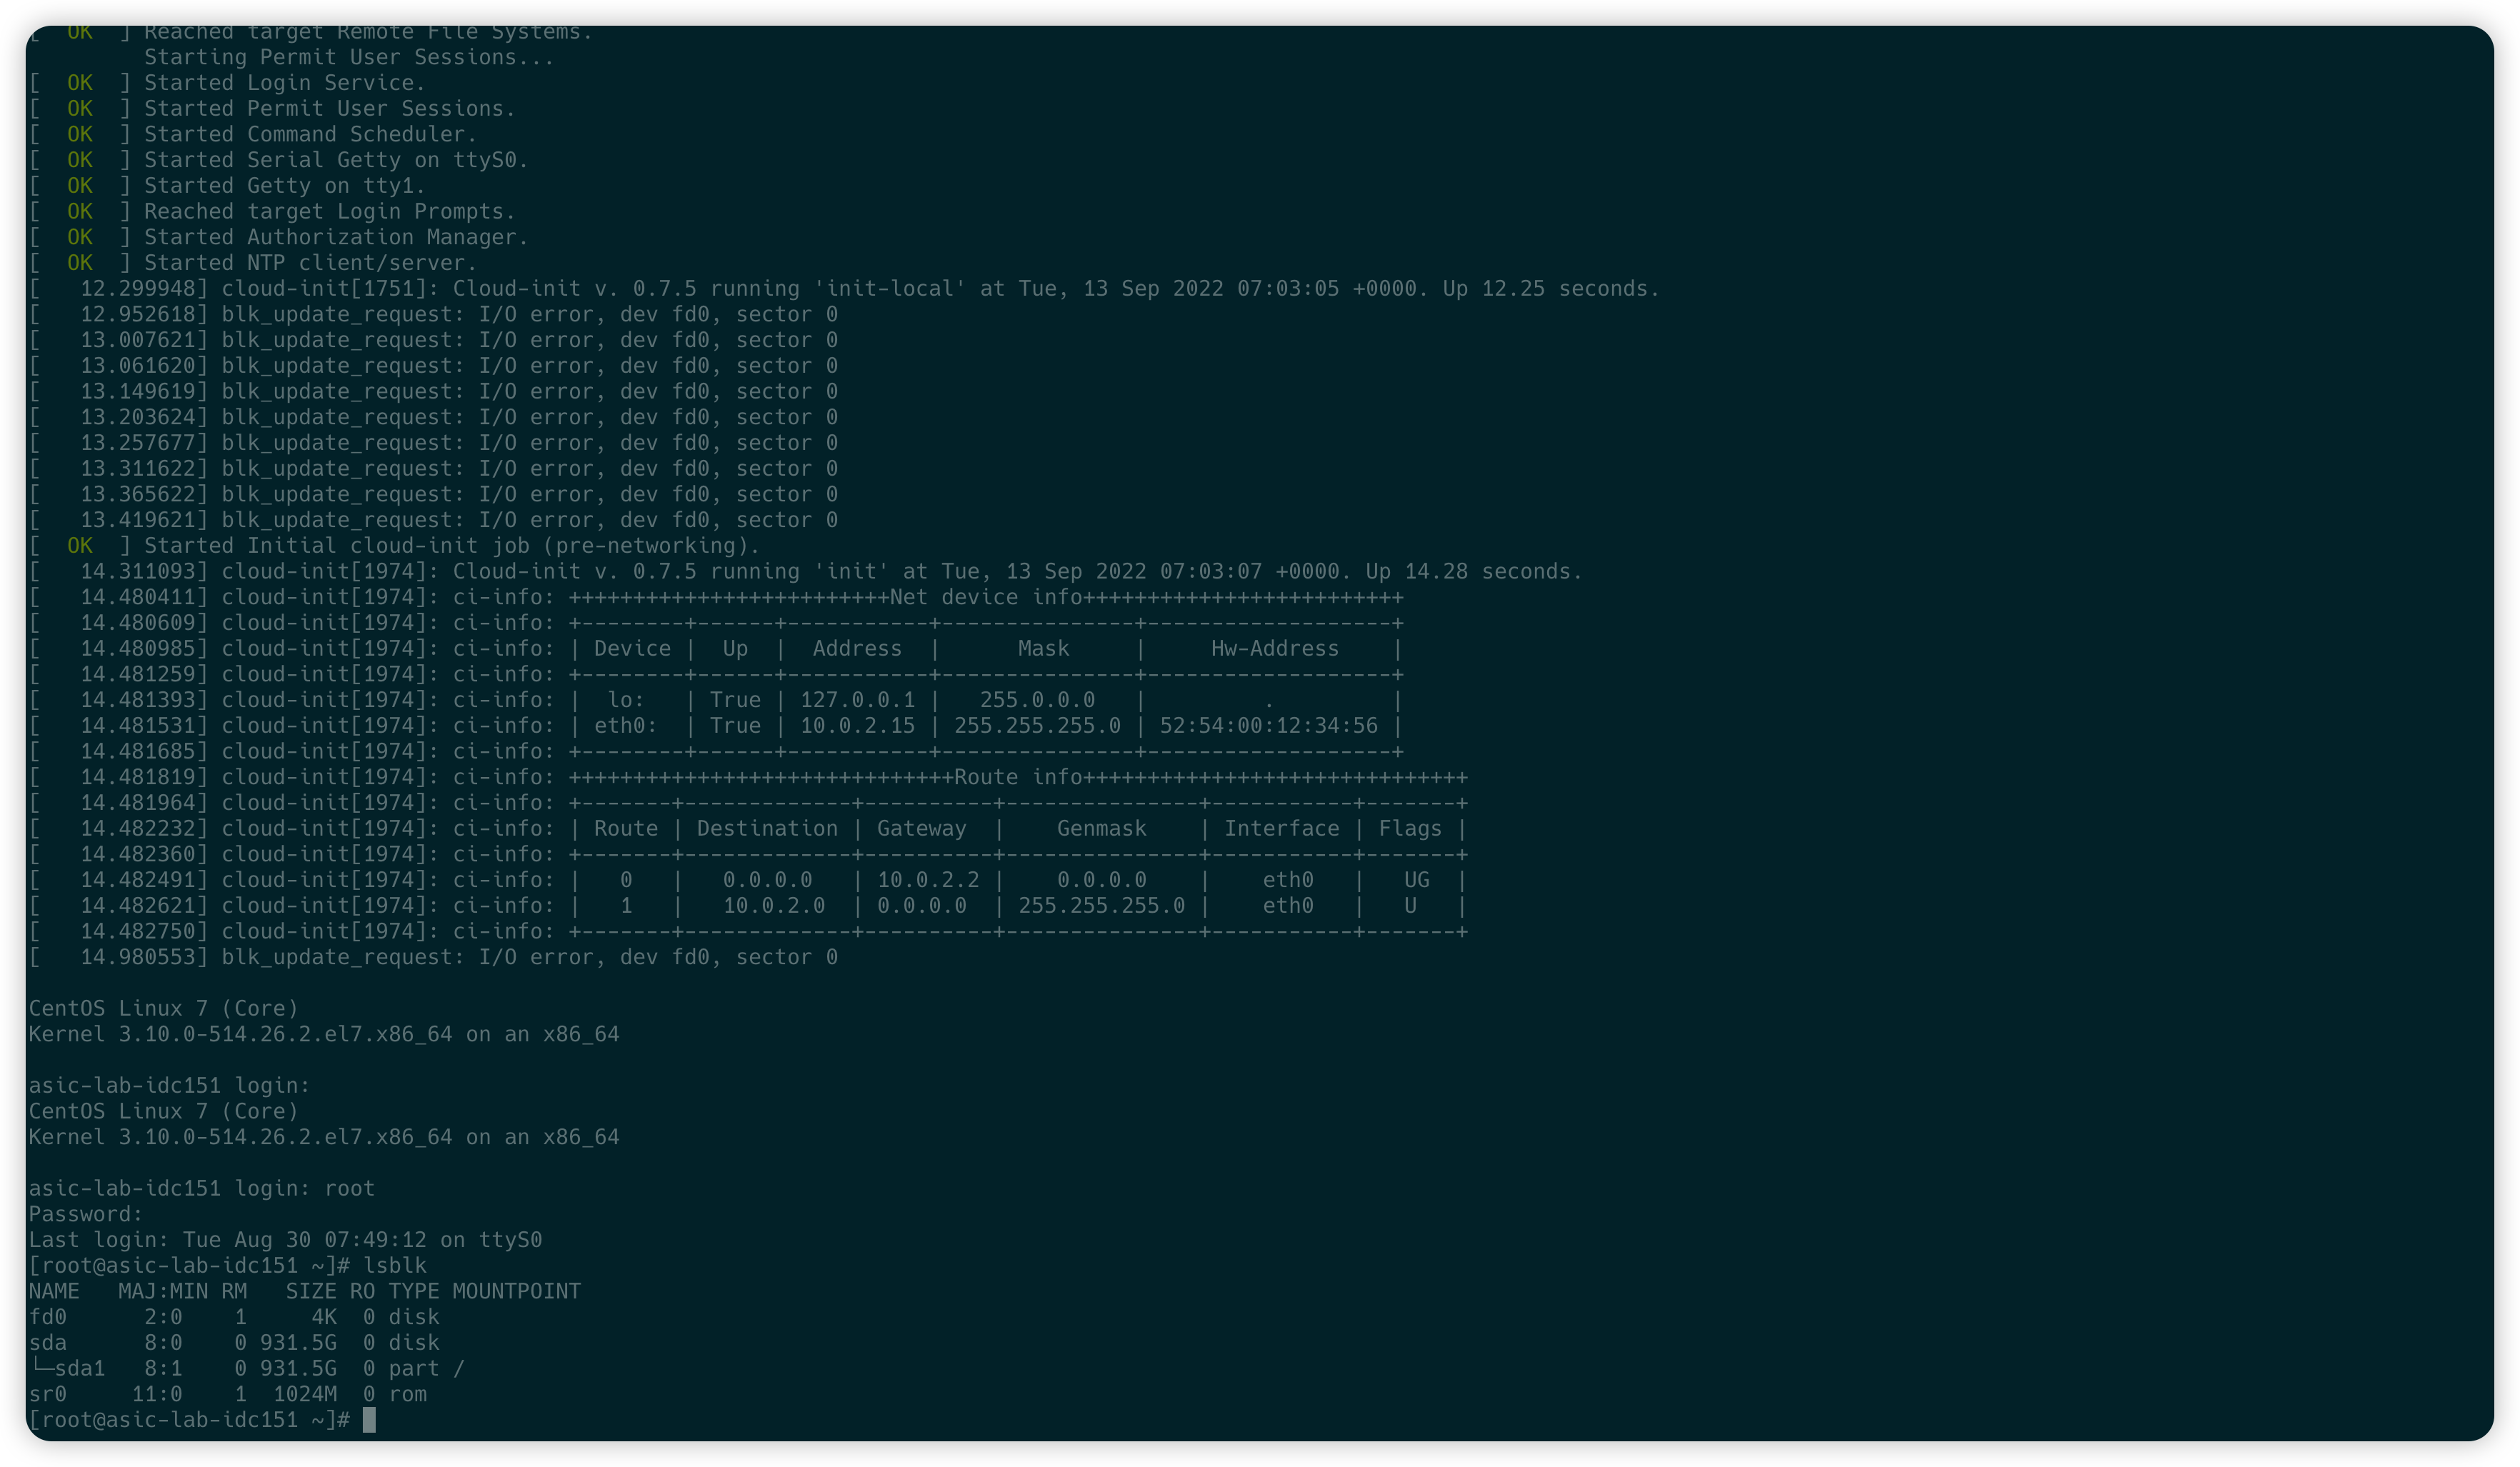 [  OK  ] Reached target Remote File Systems.
         Starting Permit User Sessions...
[  OK  ] Started Login Service.
[  OK  ] Started Permit User Sessions.
[  OK  ] Started Command Scheduler.
[  OK  ] Started Serial Getty on ttyS0.
[  OK  ] Started Getty on tty1.
[  OK  ] Reached target Login Prompts.
[  OK  ] Started Authorization Manager.
[  OK  ] Started NTP client/server.
[   12.299948] cloud-init[1751]: Cloud-init v. 0.7.5 running 'init-local' at Tue, 13 Sep 2022 07:03:05 +0000. Up 12.25 seconds.
[   12.952618] blk_update_request: I/O error, dev fd0, sector 0
[   13.007621] blk_update_request: I/O error, dev fd0, sector 0
[   13.061620] blk_update_request: I/O error, dev fd0, sector 0
[   13.149619] blk_update_request: I/O error, dev fd0, sector 0
[   13.203624] blk_update_request: I/O error, dev fd0, sector 0
[   13.257677] blk_update_request: I/O error, dev fd0, sector 0
[   13.311622] blk_update_request: I/O error, dev fd0, sector 0
[   13.365622] blk_update_request: I/O error, dev fd0, sector 0
[   13.419621] blk_update_request: I/O error, dev fd0, sector 0
[  OK  ] Started Initial cloud-init job (pre-networking).
[   14.311093] cloud-init[1974]: Cloud-init v. 0.7.5 running 'init' at Tue, 13 Sep 2022 07:03:07 +0000. Up 14.28 seconds.
[   14.480411] cloud-init[1974]: ci-info: +++++++++++++++++++++++++Net device info+++++++++++++++++++++++++
[   14.480609] cloud-init[1974]: ci-info: +--------+------+-----------+---------------+-------------------+
[   14.480985] cloud-init[1974]: ci-info: | Device |  Up  |  Address  |      Mask     |     Hw-Address    |
[   14.481259] cloud-init[1974]: ci-info: +--------+------+-----------+---------------+-------------------+
[   14.481393] cloud-init[1974]: ci-info: |  lo:   | True | 127.0.0.1 |   255.0.0.0   |         .         |
[   14.481531] cloud-init[1974]: ci-info: | eth0:  | True | 10.0.2.15 | 255.255.255.0 | 52:54:00:12:34:56 |
[   14.481685] cloud-init[1974]: ci-info: +--------+------+-----------+---------------+-------------------+
[   14.481819] cloud-init[1974]: ci-info: ++++++++++++++++++++++++++++++Route info++++++++++++++++++++++++++++++
[   14.481964] cloud-init[1974]: ci-info: +-------+-------------+----------+---------------+-----------+-------+
[   14.482232] cloud-init[1974]: ci-info: | Route | Destination | Gateway  |    Genmask    | Interface | Flags |
[   14.482360] cloud-init[1974]: ci-info: +-------+-------------+----------+---------------+-----------+-------+
[   14.482491] cloud-init[1974]: ci-info: |   0   |   0.0.0.0   | 10.0.2.2 |    0.0.0.0    |    eth0   |   UG  |
[   14.482621] cloud-init[1974]: ci-info: |   1   |   10.0.2.0  | 0.0.0.0  | 255.255.255.0 |    eth0   |   U   |
[   14.482750] cloud-init[1974]: ci-info: +-------+-------------+----------+---------------+-----------+-------+
[   14.980553] blk_update_request: I/O error, dev fd0, sector 0

CentOS Linux 7 (Core)
Kernel 3.10.0-514.26.2.el7.x86_64 on an x86_64

asic-lab-idc151 login:
CentOS Linux 7 (Core)
Kernel 3.10.0-514.26.2.el7.x86_64 on an x86_64

asic-lab-idc151 login: root
Password:
Last login: Tue Aug 30 07:49:12 on ttyS0
[root@asic-lab-idc151 ~]# lsblk
NAME   MAJ:MIN RM   SIZE RO TYPE MOUNTPOINT
fd0      2:0    1     4K  0 disk
sda      8:0    0 931.5G  0 disk
└─sda1   8:1    0 931.5G  0 part /
sr0     11:0    1  1024M  0 rom
[root@asic-lab-idc151 ~]#